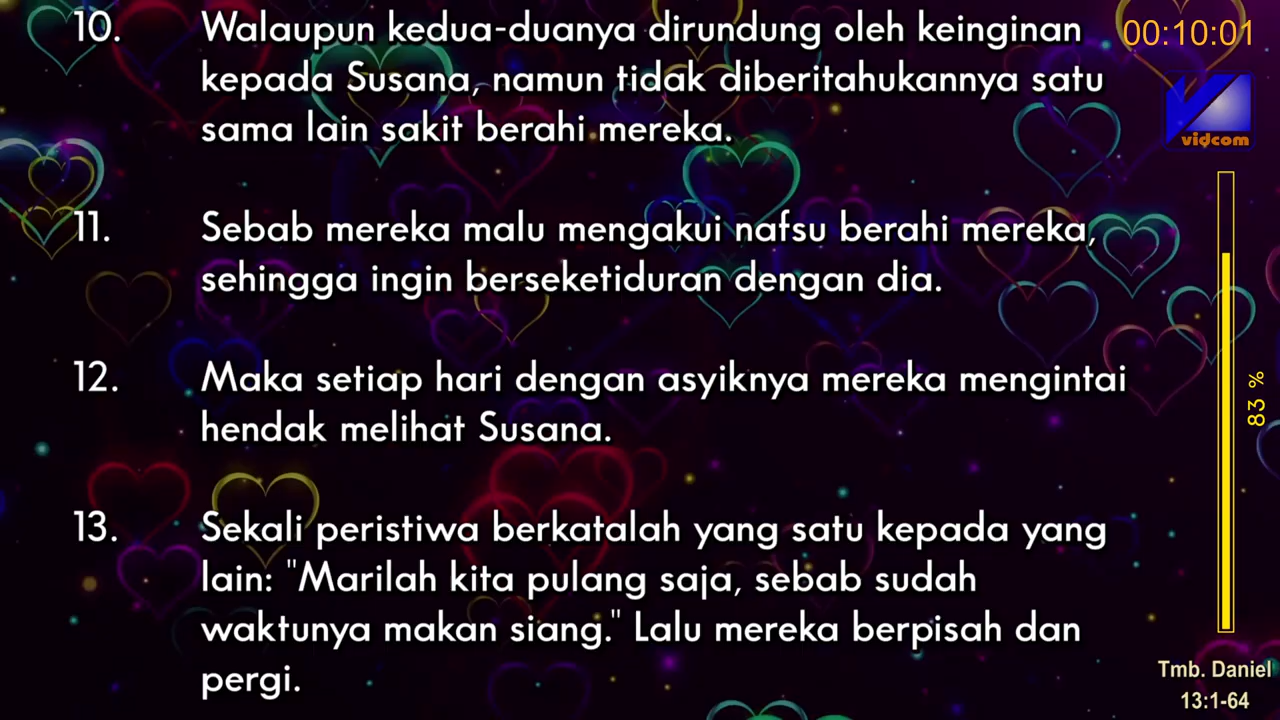 10. Walaupun kedua-duanya dirundung oleh keinginan
kepada Susana, namun tidak diberitahukannya satu
sama lain sakit berahi mereka.
11. Sebab mereka malu mengakui nafsu berahi mereka,
sehingga ingin berseketiduran dengan dia.
12. Maka setiap hari dengan asyiknya mereka mengintai
hendak melihat Susana.
13. Sekali peristiwa berkatalah yang satu kepada yang
lain: "Marilah kita pulang saja, sebab sudah
waktunya makan siang." Lalu mereka berpisah dan
pergi.
00:10:01
vidcom
83 %
Tmb. Daniel
13:1-64